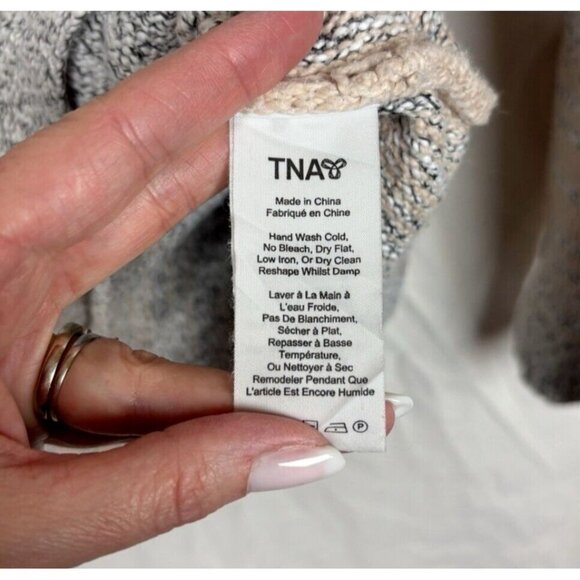 TNA
Made in China
Fabriqué en Chine
Hand Wash Cold,
No Bleach, Dry Flat,
Low Iron, Or Dry Clean
Reshape Whilst Damp
Laver à La Main à
L'eau Froide,
Pas De Blanchiment,
Sécher à Plat,
Repasser à Basse
Température,
Ou Nettoyer à Sec
Remodeler Pendant Que
L'article Est Encore Humide
P